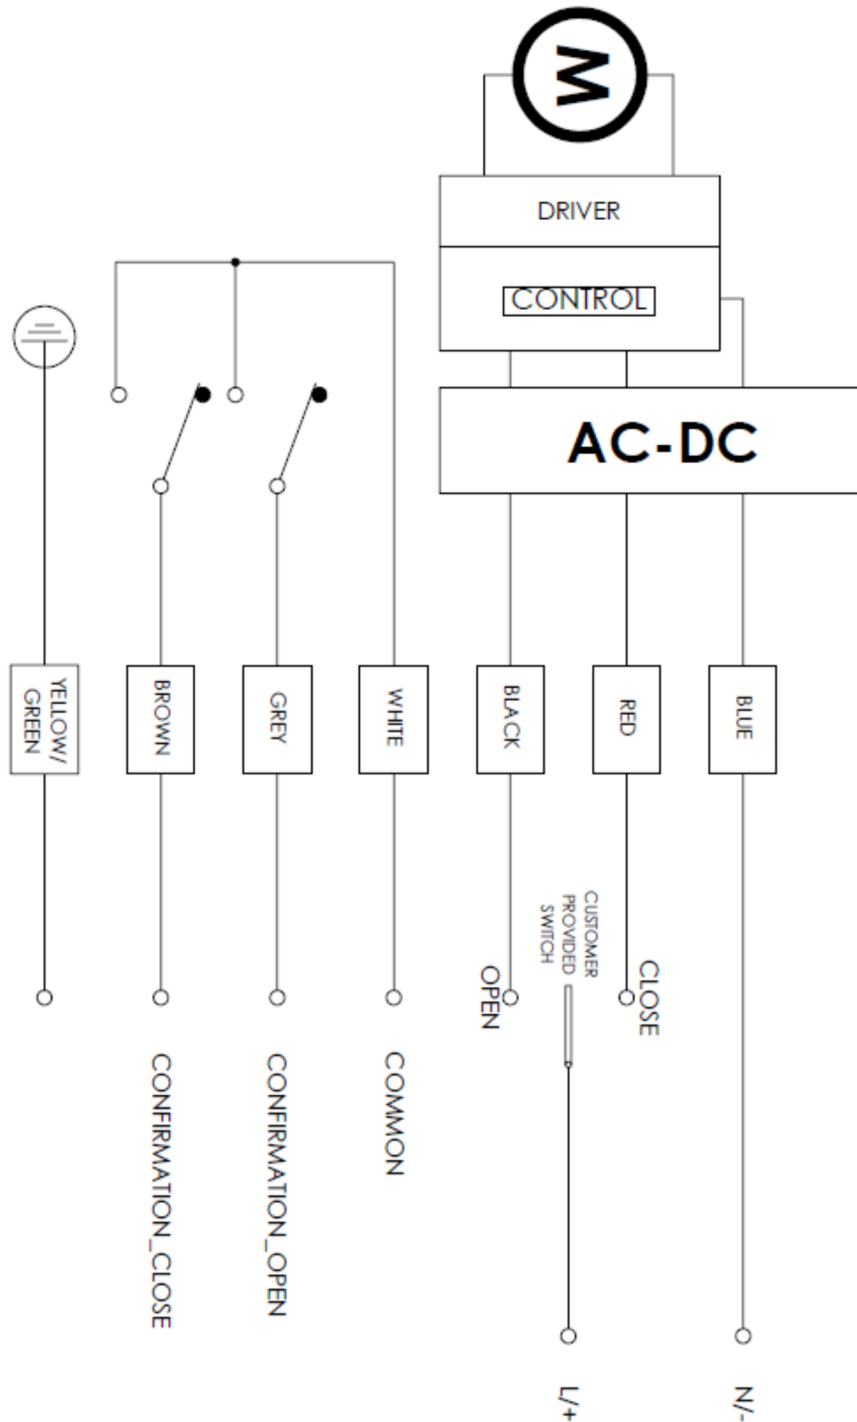 M
DRIVER
CONTROL
AC-DC
YELLOW/
GREEN
BROWN
GREY
WHITE
BLACK
RED
BLUE
CUSTOMER
PROVIDED
SWITCH
OPEN
CLOSE
CONFIRMATION_CLOSE
CONFIRMATION_OPEN
COMMON
L/+
N/-